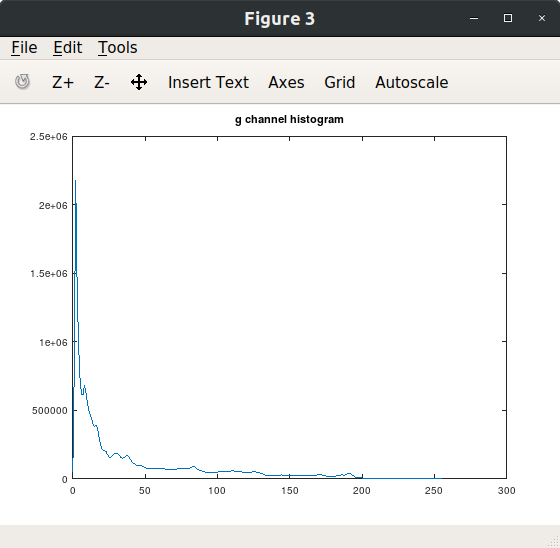 Figure 3
File Edit Tools
Z+ Z- Insert Text Axes Grid Autoscale
g channel histogram
2.5e+06
2e+06
1.5e+06
1e+06
500000
0
0 50 100 150 200 250 300